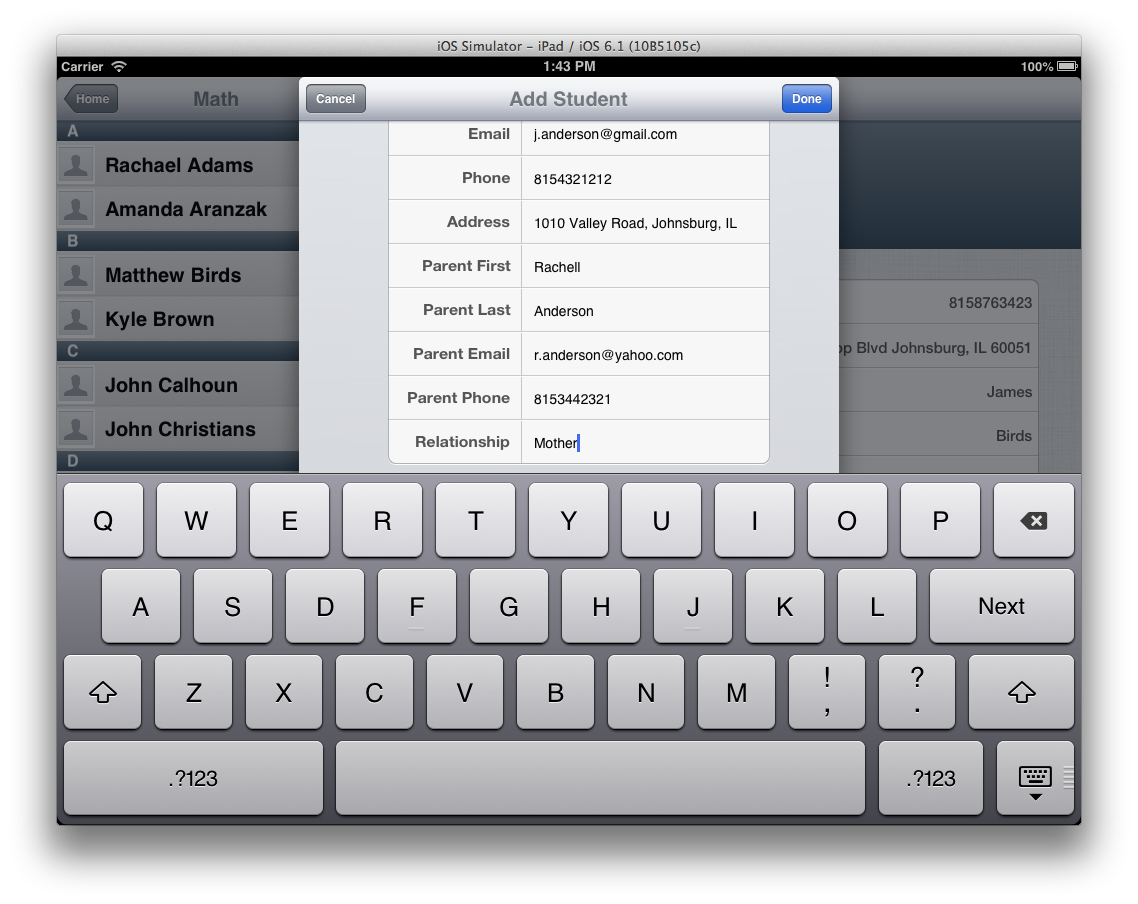 iOS Simulator – iPad / iOS 6.1 (10B5105c)
Carrier 1:43 PM 100%
Home Math Cancel Add Student Done
A
Rachael Adams
Amanda Aranzak
B
Matthew Birds
Kyle Brown
C
John Calhoun
John Christians
D
Email j.anderson@gmail.com
Phone 8154321212
Address 1010 Valley Road, Johnsburg, IL
Parent First Rachell
Parent Last Anderson
Parent Email r.anderson@yahoo.com
Parent Phone 8153442321
Relationship Mother
8158763423
Blvd Johnsburg, IL 60051
James
Birds
Q W E R T Y U I O P
A S D F G H J K L Next
Z X C V B N M ! , ? .
.?123 .?123